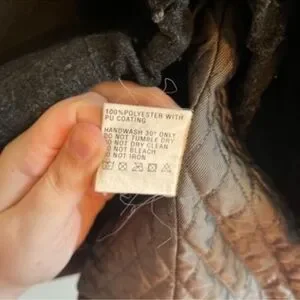 100%POLYESTER WITH
PU COATING
HANDWASH 30° ONLY
DO NOT TUMBLE DRY
DO NOT DRY CLEAN
DO NOT BLEACH
DO NOT IRON